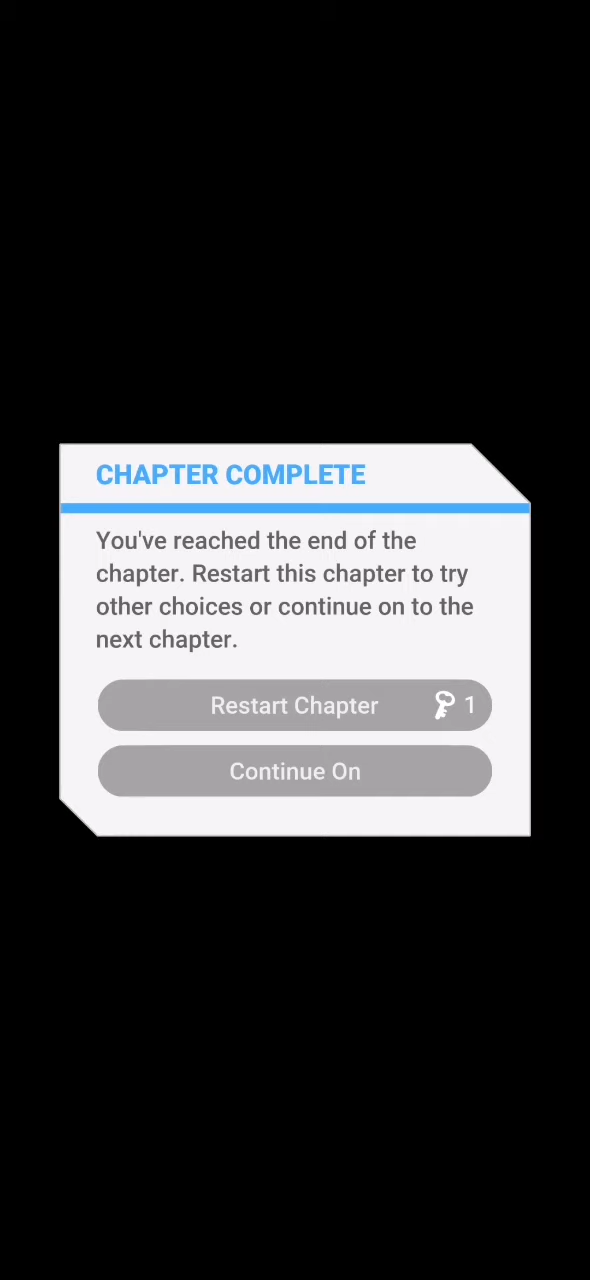 CHAPTER COMPLETE
You've reached the end of the
chapter. Restart this chapter to try
other choices or continue on to the
next chapter.
Restart Chapter 1
Continue On